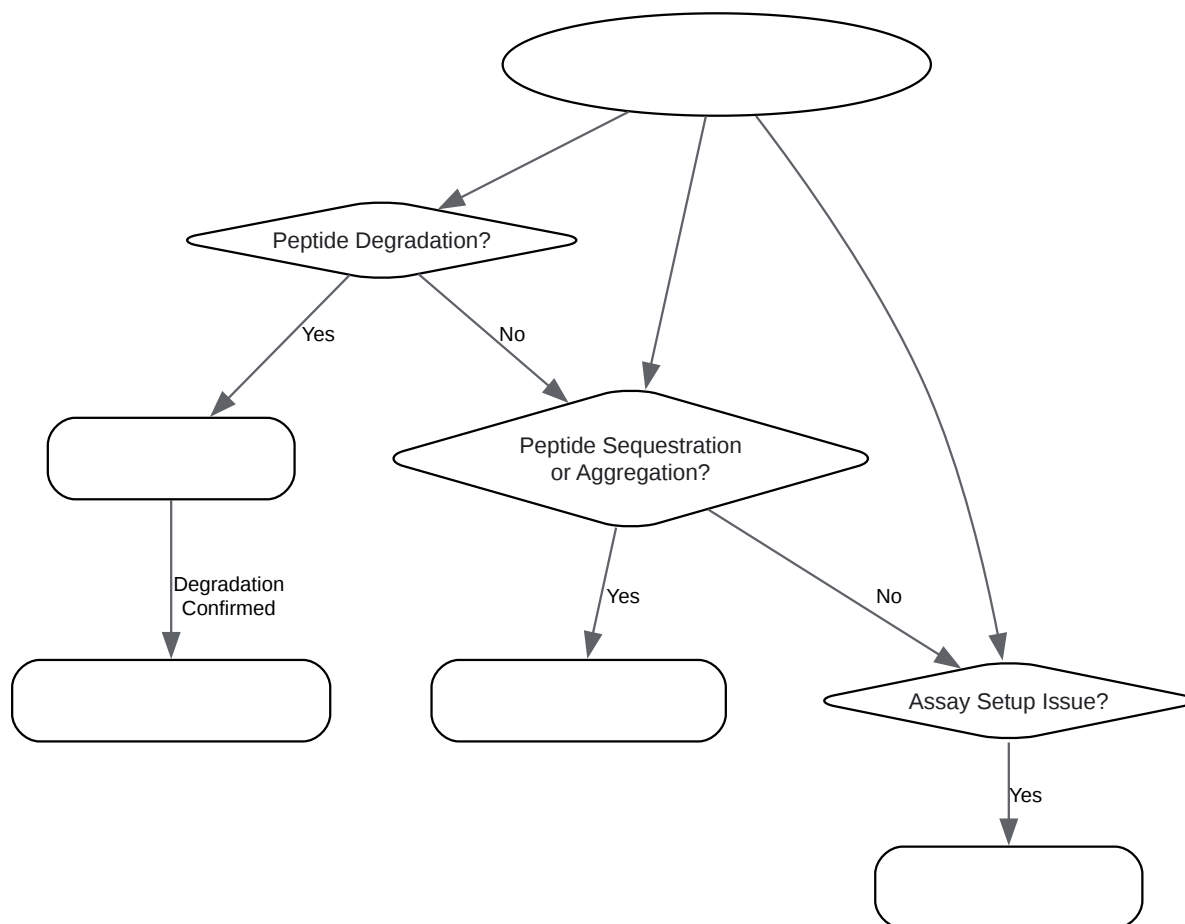 Peptide Degradation?
Yes
No
Peptide Sequestration
or Aggregation?
Degradation
Confirmed
Yes
No
Assay Setup Issue?
Yes